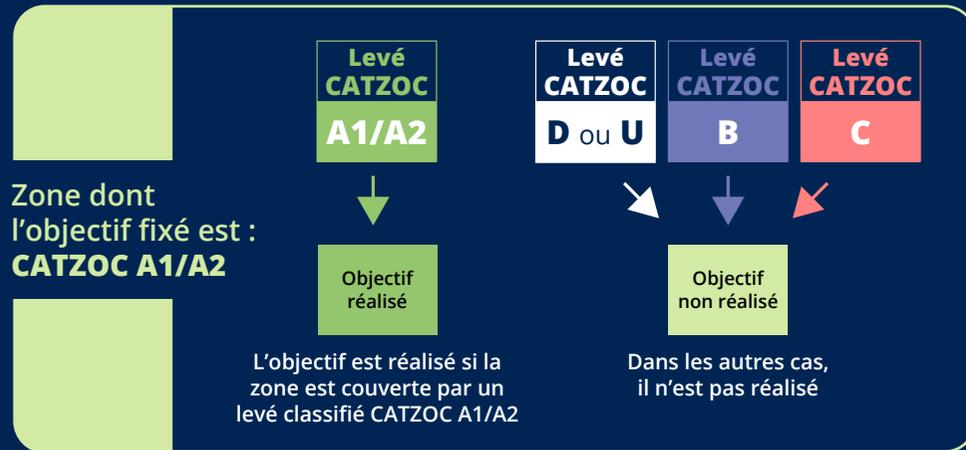 Zone dont
l’objectif fixé est :
CATZOC A1/A2
Levé
CATZOC
A1/A2
Objectif
réalisé
L’objectif est réalisé si la
zone est couverte par un
levé classifié CATZOC A1/A2
Levé
CATZOC
D ou U
Levé
CATZOC
B
Levé
CATZOC
C
Objectif
non réalisé
Dans les autres cas,
il n’est pas réalisé